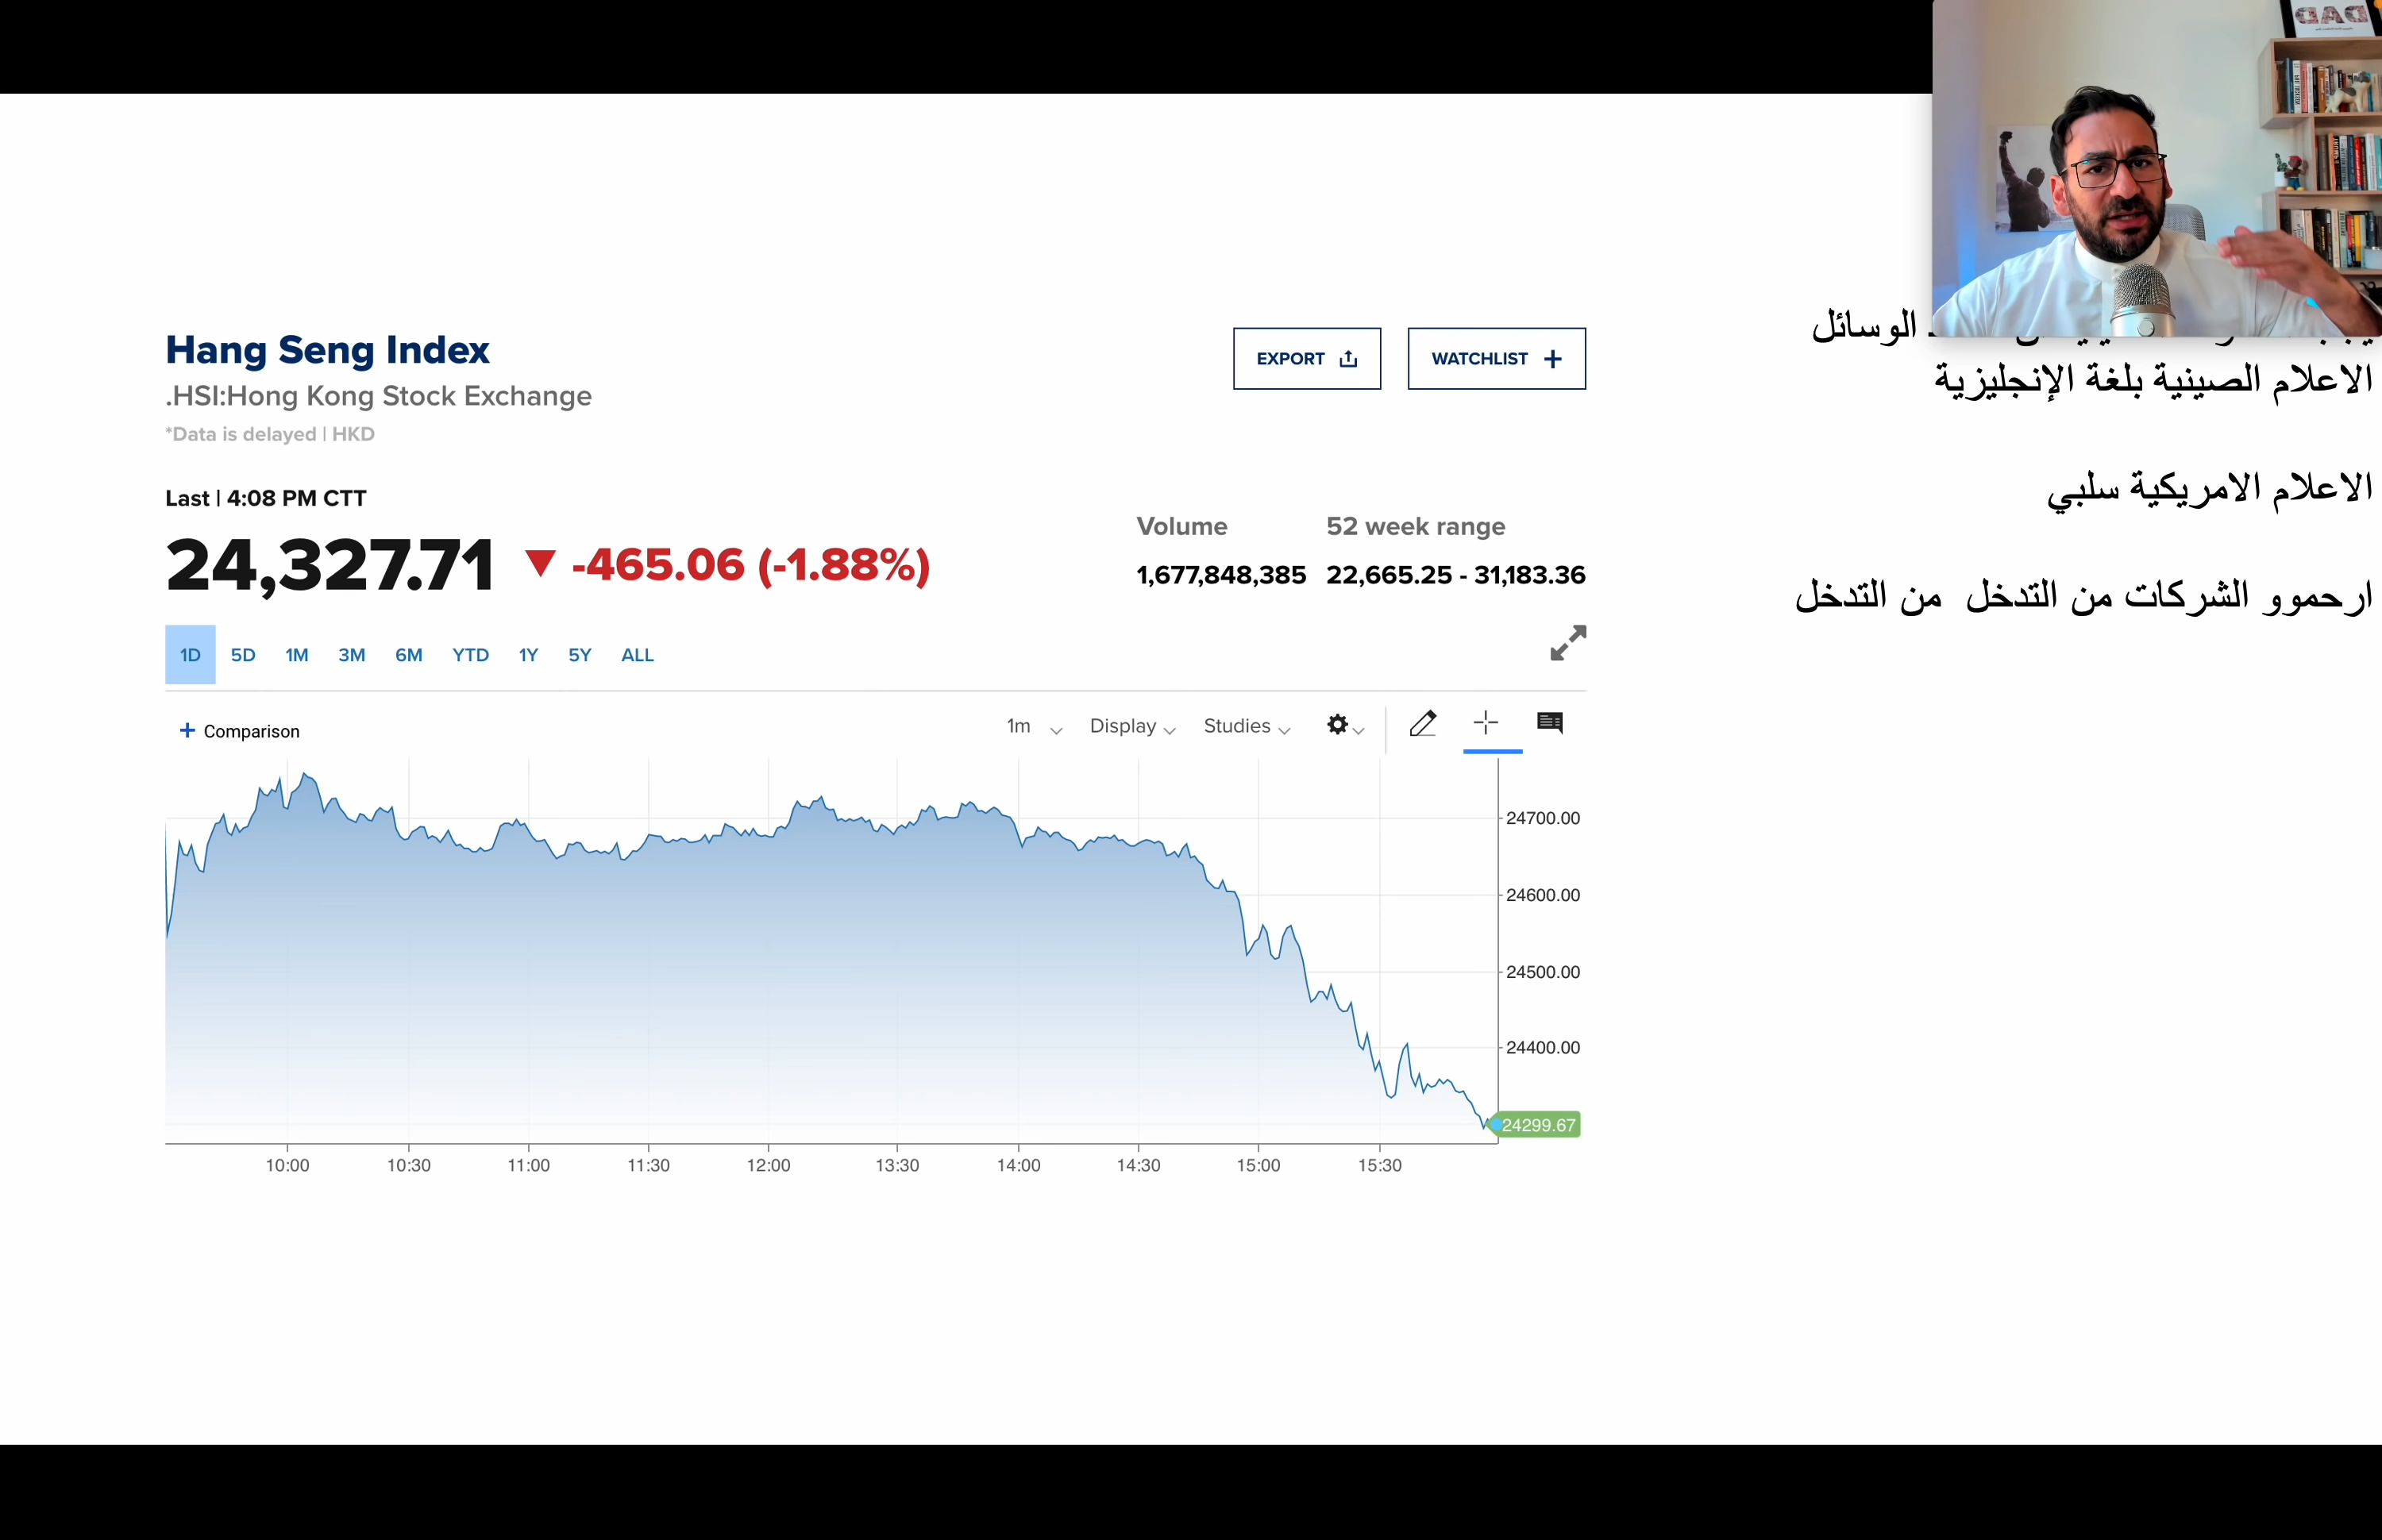 DAD
Hang Seng Index
EXPORT
WATCHLIST +
.HSI:Hong Kong Stock Exchange
*Data is delayed | HKD
Last | 4:08 PM CTT
24,327.71 ▼ -465.06 (-1.88%)
Volume
1,677,848,385
52 week range
22,665.25 - 31,183.36
1D 5D 1M 3M 6M YTD 1Y 5Y ALL
+ Comparison
1m Display Studies
24700.00
24600.00
24500.00
24400.00
24299.67
10:00 10:30 11:00 11:30 12:00 13:30 14:00 14:30 15:00 15:30
الوسائل
الاعلام الصينية بلغة الإنجليزية
الاعلام الامريكية سلبي
ارحموو الشركات من التدخل من التدخل